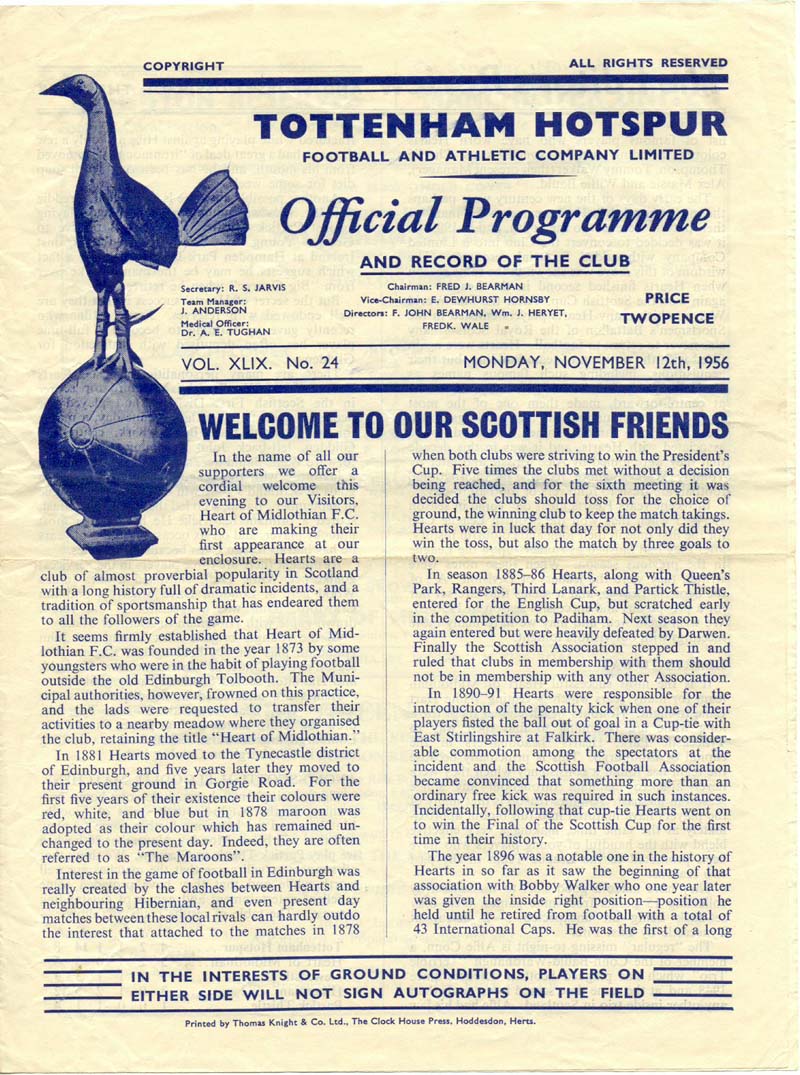 COPYRIGHT
ALL RIGHTS RESERVED
TOTTENHAM HOTSPUR
FOOTBALL AND ATHLETIC COMPANY LIMITED
Official Programme
AND RECORD OF THE CLUB
Secretary: R. S. JARVIS
Team Manager:
J. ANDERSON
Medical Officer:
Dr. A. E. TUGHAN
Chairman: FRED J. BEARMAN
Vice-Chairman: E. DEWHURST HORNSBY
Directors: F. JOHN BEARMAN, Wm. J. HERYET,
FREDK. WALE
PRICE
TWOPENCE
VOL. XLIX. No. 24
MONDAY, NOVEMBER 12th, 1956
WELCOME TO OUR SCOTTISH FRIENDS
In the name of all our
supporters we offer a
cordial welcome this
evening to our Visitors,
Heart of Midlothian F.C.
who are making their
first appearance at our
enclosure. Hearts are a
club of almost proverbial popularity in Scotland
with a long history full of dramatic incidents, and a
tradition of sportsmanship that has endeared them
to all the followers of the game.
It seems firmly established that Heart of Mid-
lothian F.C. was founded in the year 1873 by some
youngsters who were in the habit of playing football
outside the old Edinburgh Tolbooth. The Muni-
cipal authorities, however, frowned on this practice,
and the lads were requested to transfer their
activities to a nearby meadow where they organised
the club, retaining the title "Heart of Midlothian."
In 1881 Hearts moved to the Tynecastle district
of Edinburgh, and five years later they moved to
their present ground in Gorgie Road. For the
first five years of their existence their colours were
red, white, and blue but in 1878 maroon was
adopted as their colour which has remained un-
changed to the present day. Indeed, they are often
referred to as "The Maroons".
Interest in the game of football in Edinburgh was
really created by the clashes between Hearts and
neighbouring Hibernian, and even present day
matches between these local rivals can hardly outdo
the interest that attached to the matches in 1878
when both clubs were striving to win the President's
Cup. Five times the clubs met without a decision
being reached, and for the sixth meeting it was
decided the clubs should toss for the choice of
ground, the winning club to keep the match takings.
Hearts were in luck that day for not only did they
win the toss, but also the match by three goals to
two.
In season 1885–86 Hearts, along with Queen's
Park, Rangers, Third Lanark, and Partick Thistle,
entered for the English Cup, but scratched early
in the competition to Padiham. Next season they
again entered but were heavily defeated by Darwen.
Finally the Scottish Association stepped in and
ruled that clubs in membership with them should
not be in membership with any other Association.
In 1890–91 Hearts were responsible for the
introduction of the penalty kick when one of their
players fisted the ball out of goal in a Cup-tie with
East Stirlingshire at Falkirk. There was consider-
able commotion among the spectators at the
incident and the Scottish Football Association
became convinced that something more than an
ordinary free kick was required in such instances.
Incidentally, following that cup-tie Hearts went on
to win the Final of the Scottish Cup for the first
time in their history.
The year 1896 was a notable one in the history of
Hearts in so far as it saw the beginning of that
association with Bobby Walker who one year later
was given the inside right position—position he
held until he retired from football with a total of
43 International Caps. He was the first of a long
IN THE INTERESTS OF GROUND CONDITIONS, PLAYERS ON
EITHER SIDE WILL NOT SIGN AUTOGRAPHS ON THE FIELD
Printed by Thomas Knight & Co. Ltd., The Clock House Press, Hoddesdon, Herts.